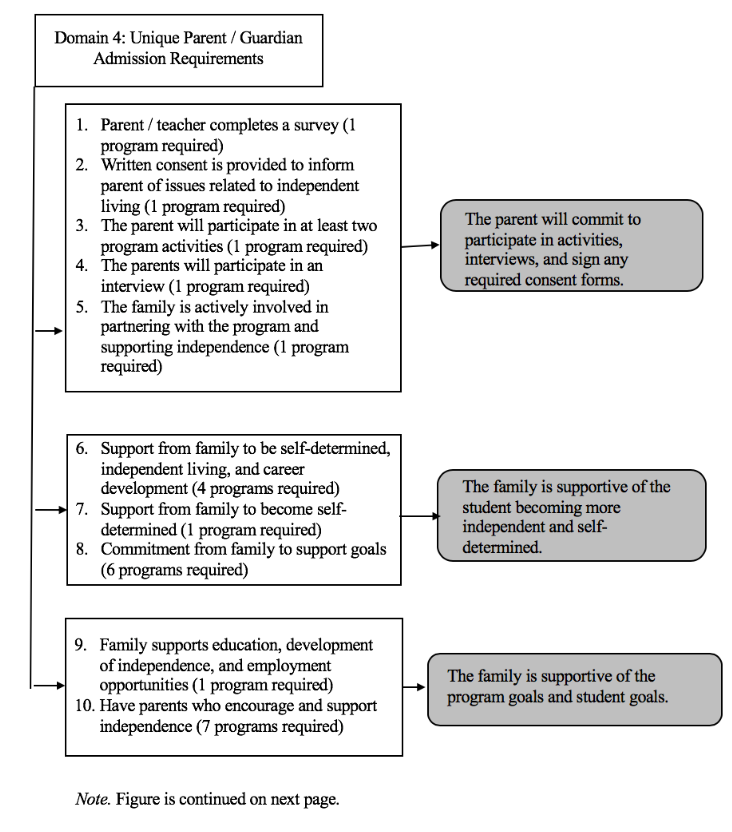 Domain 4: Unique Parent / Guardian
Admission Requirements
1. Parent / teacher completes a survey (1
program required)
2. Written consent is provided to inform
parent of issues related to independent
living (1 program required)
3. The parent will participate in at least two
program activities (1 program required)
4. The parents will participate in an
interview (1 program required)
5. The family is actively involved in
partnering with the program and
supporting independence (1 program
required)
The parent will commit to
participate in activities,
interviews, and sign any
required consent forms.
6. Support from family to be self-determined,
independent living, and career
development (4 programs required)
7. Support from family to become self-
determined (1 program required)
8. Commitment from family to support goals
(6 programs required)
The family is supportive of the
student becoming more
independent and self-
determined.
9. Family supports education, development
of independence, and employment
opportunities (1 program required)
10. Have parents who encourage and support
independence (7 programs required)
The family is supportive of the
program goals and student goals.
Note. Figure is continued on next page.